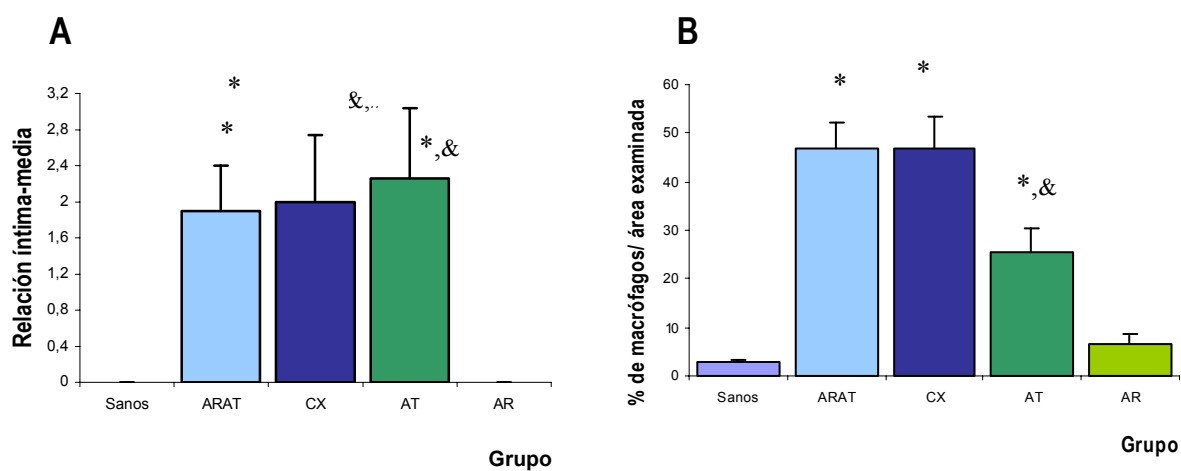 A
Relación íntima-media
3,2
2,8
2,4
2
1,6
1,2
0,8
0,4
0
*
*
&,..
*,&
Sanos ARAT CX AT AR
Grupo
B
% de macrófagos/ área examinada
60
50
40
30
20
10
0
* *
*,&
Sanos ARAT CX AT AR
Grupo